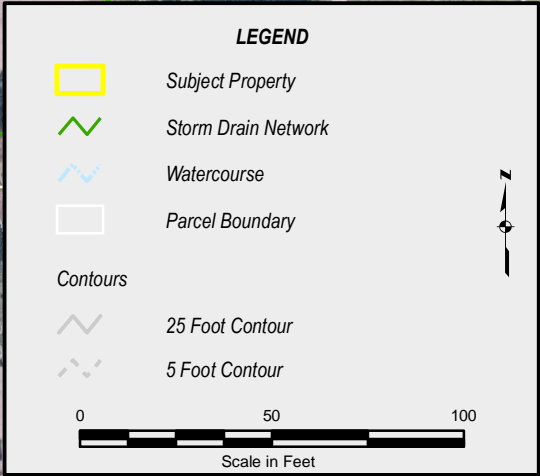 LEGEND
Subject Property
Storm Drain Network
Watercourse
Parcel Boundary
N
Contours
25 Foot Contour
5 Foot Contour
0 50 100
Scale in Feet